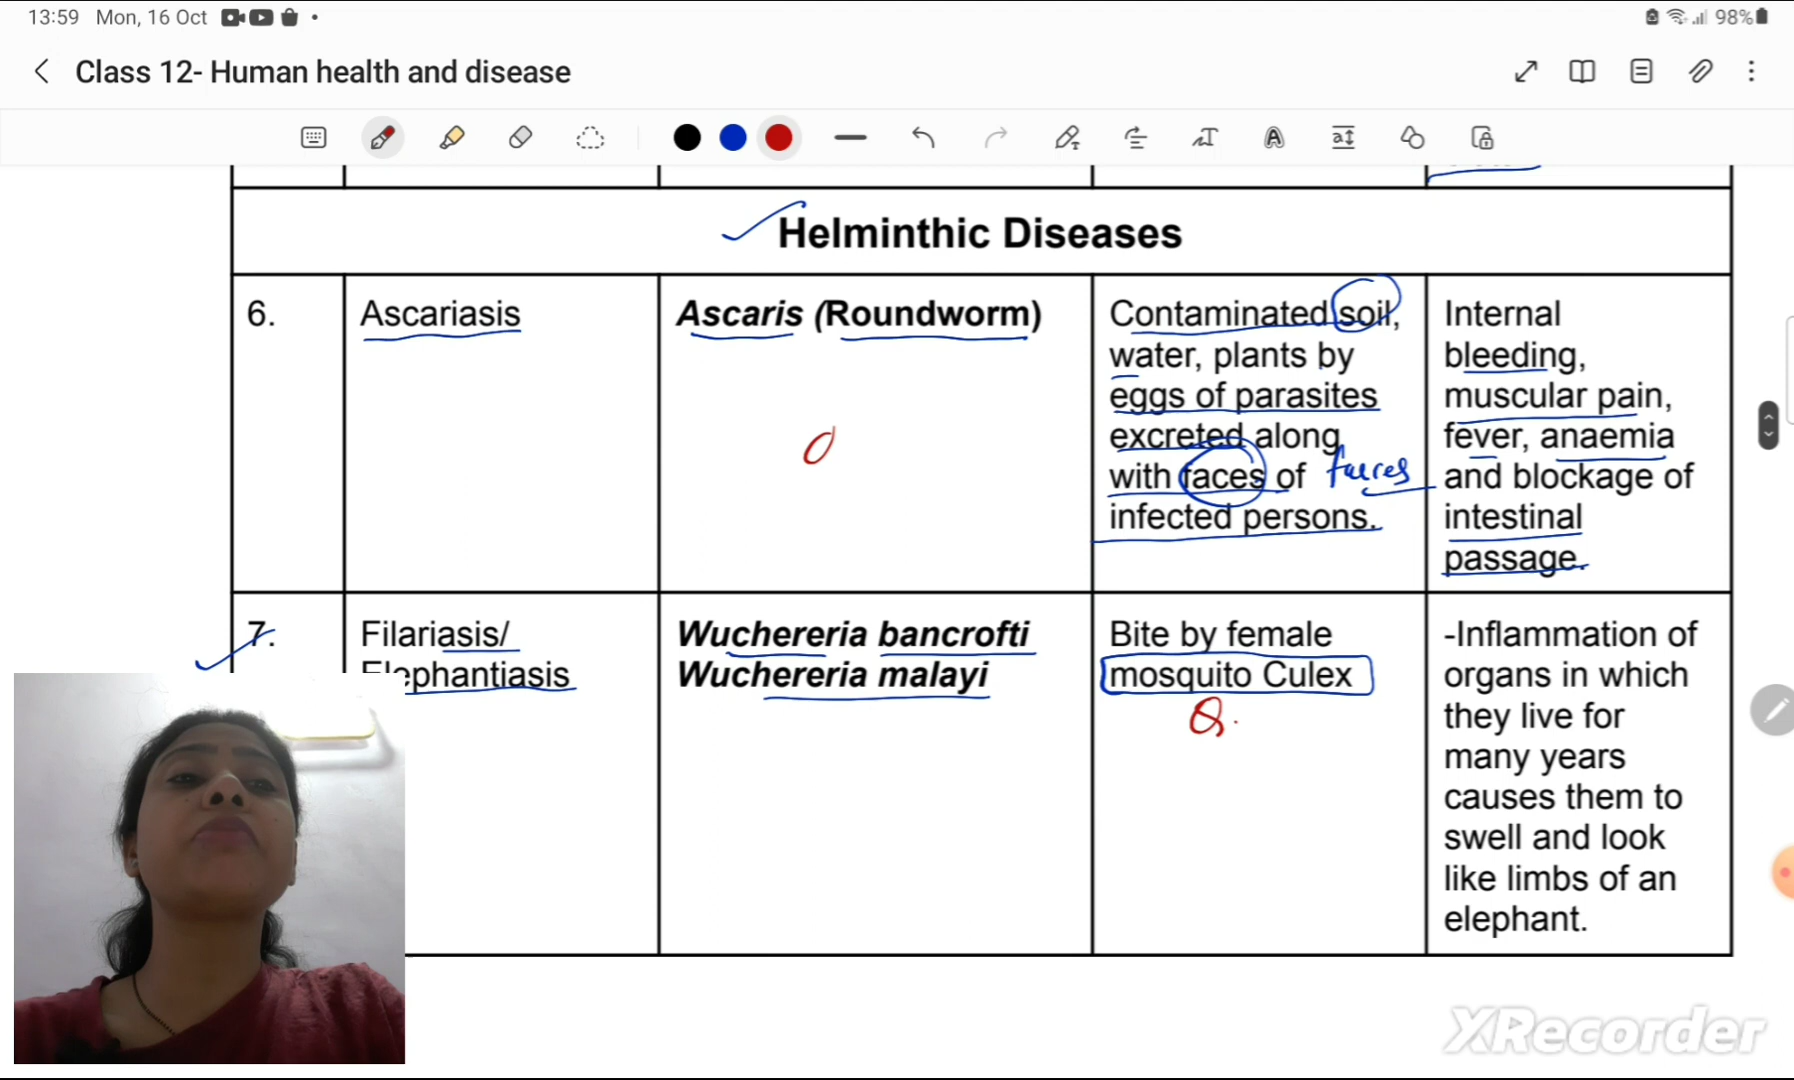 13:59 Mon, 16 Oct
98%
Class 12- Human health and disease
Helminthic Diseases
6.
Ascariasis
Ascaris (Roundworm)
Contaminated soil,
water, plants by
eggs of parasites
excreted along
with faces of
faeces
infected persons.
Internal
bleeding,
muscular pain,
fever, anaemia
and blockage of
intestinal
passage.
7.
Filariasis/
Elephantiasis
Wuchereria bancrofti
Wuchereria malayi
Bite by female
mosquito Culex
Q.
-Inflammation of
organs in which
they live for
many years
causes them to
swell and look
like limbs of an
elephant.
XRecorder